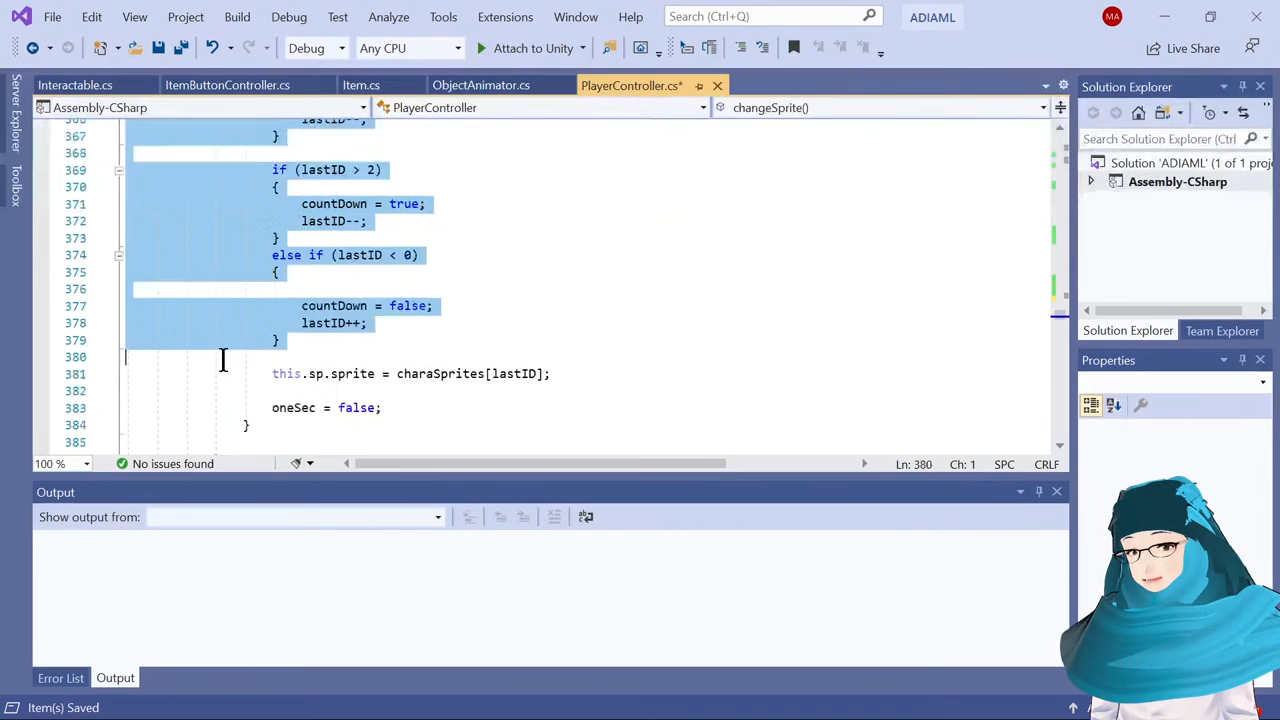 File Edit View Project Build Debug Test Analyze Tools Extensions Window Help Search (Ctrl+Q) ADIAML MA
Debug Any CPU Attach to Unity Live Share
Server Explorer
Toolbox
Interactable.cs ItemButtonController.cs Item.cs ObjectAnimator.cs PlayerController.cs*
Assembly-CSharp PlayerController changeSprite()
366 lastID--;
367 }
368
369 if (lastID > 2)
370 {
371 countDown = true;
372 lastID--;
373 }
374 else if (lastID < 0)
375 {
376
377 countDown = false;
378 lastID++;
379 }
380
381 this.sp.sprite = charaSprites[lastID];
382
383 oneSec = false;
384 }
385
100 % No issues found Ln: 380 Ch: 1 SPC CRLF
Output
Show output from:
Error List Output
Item(s) Saved
Solution Explorer
Search Solution Explorer (Ctrl+
Solution 'ADIAML' (1 of 1 proje
Assembly-CSharp
Solution Explorer Team Explorer
Properties